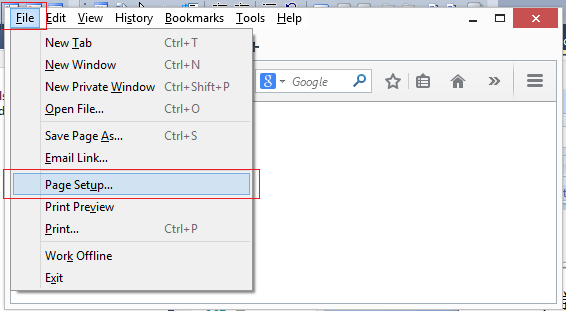 File Edit View History Bookmarks Tools Help
New Tab Ctrl+T
New Window Ctrl+N
New Private Window Ctrl+Shift+P
8 Google
Open File... Ctrl+O
Save Page As... Ctrl+S
Email Link...
Page Setup...
Print Preview
Print... Ctrl+P
Work Offline
Exit